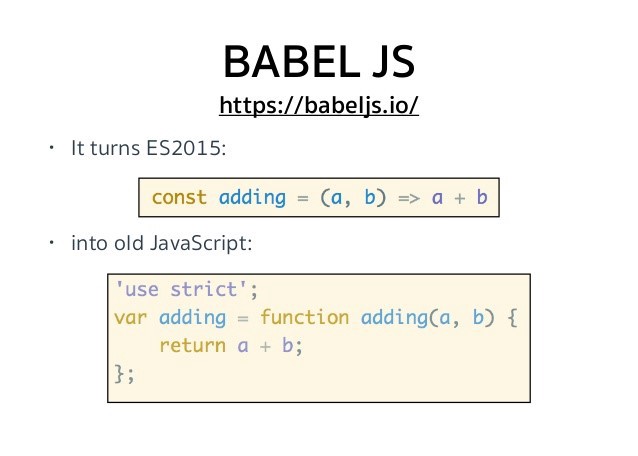 BABEL JS
https://babeljs.io/
• It turns ES2015:
const adding = (a, b) => a + b
• into old JavaScript:
'use strict';
var adding = function adding(a, b) {
    return a + b;
};